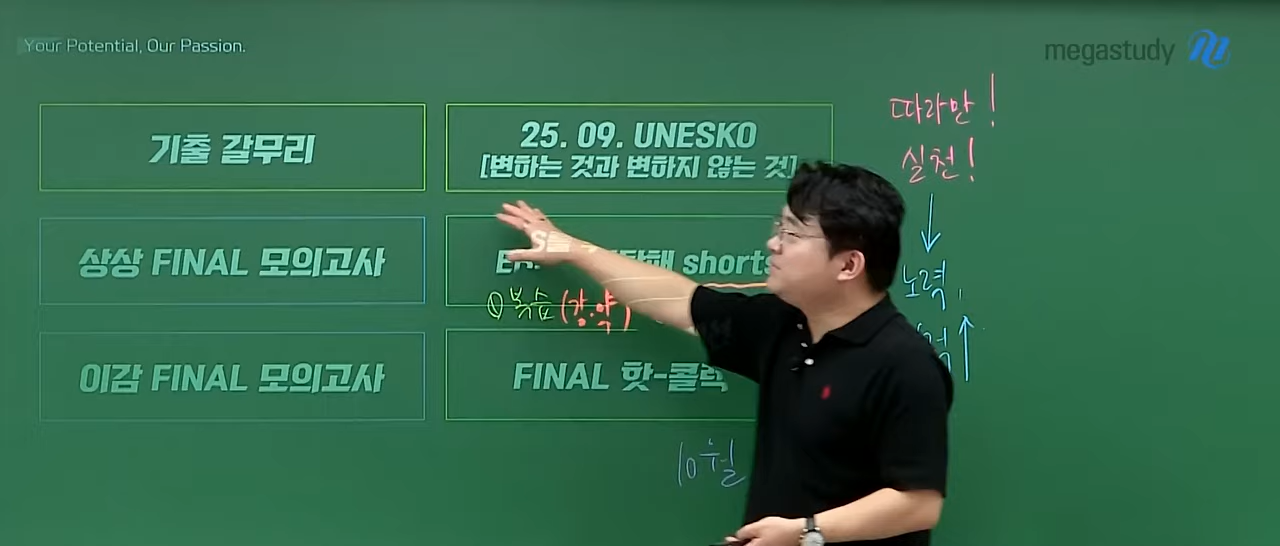 Your Potential, Our Passion.
megastudy
기출 갈무리
25. 09. UNESKO
[변하는 것과 변하지 않는 것]
상상 FINAL 모의고사
shorts
① 복습 (강·약)
이감 FINAL 모의고사
FINAL 핫-콜렉
10월
따라만!
실천!
노력